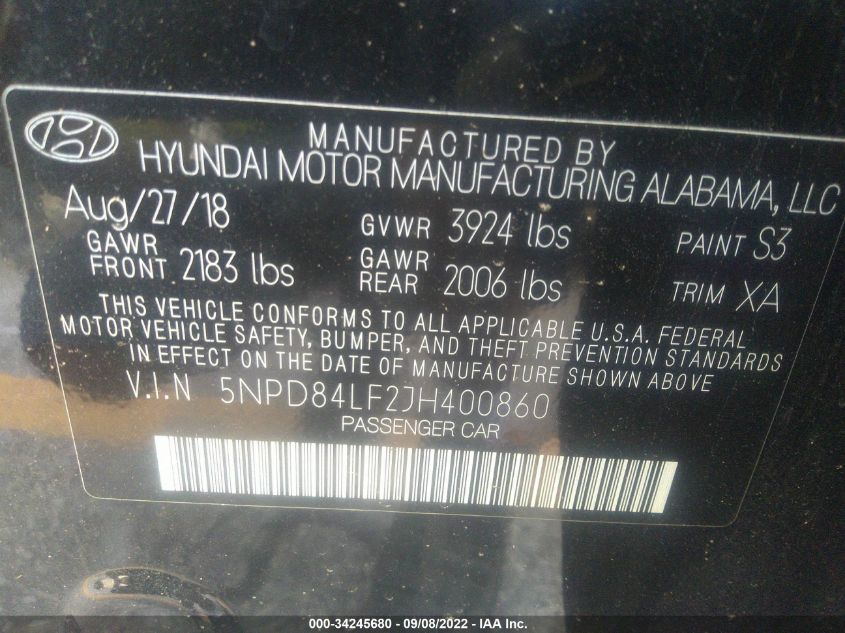 MANUFACTURED BY
HYUNDAI MOTOR MANUFACTURING ALABAMA, LLC
Aug/27/18 GVWR 3924 lbs PAINT S3
GAWR FRONT 2183 lbs GAWR REAR 2006 lbs TRIM XA
THIS VEHICLE CONFORMS TO ALL APPLICABLE U.S.A. FEDERAL
MOTOR VEHICLE SAFETY, BUMPER, AND THEFT PREVENTION STANDARDS
IN EFFECT ON THE DATE OF MANUFACTURE SHOWN ABOVE
V.I.N 5NPD84LF2JH400860
PASSENGER CAR
000-34245680 - 09/08/2022 - IAA, Inc.